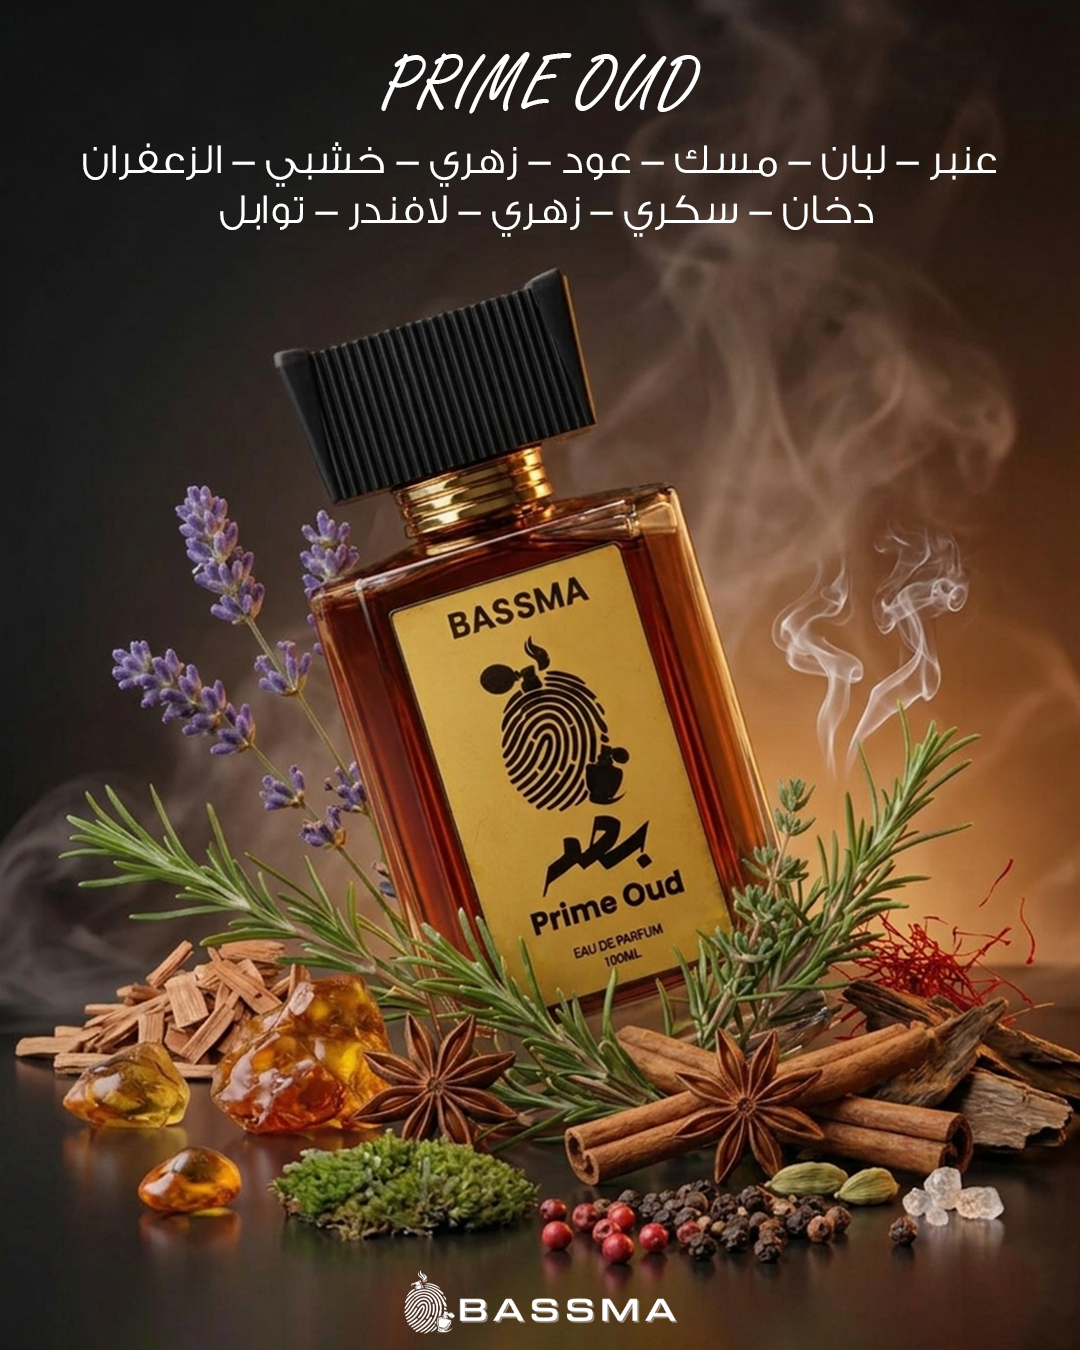 PRIME OUD
عنبر – لبان – مسك – عود – زهري – خشبي – الزعفران
دخان – سكري – زهري – لافندر – توابل
BASSMA
Prime Oud
EAU DE PARFUM
100ML
BASSMA